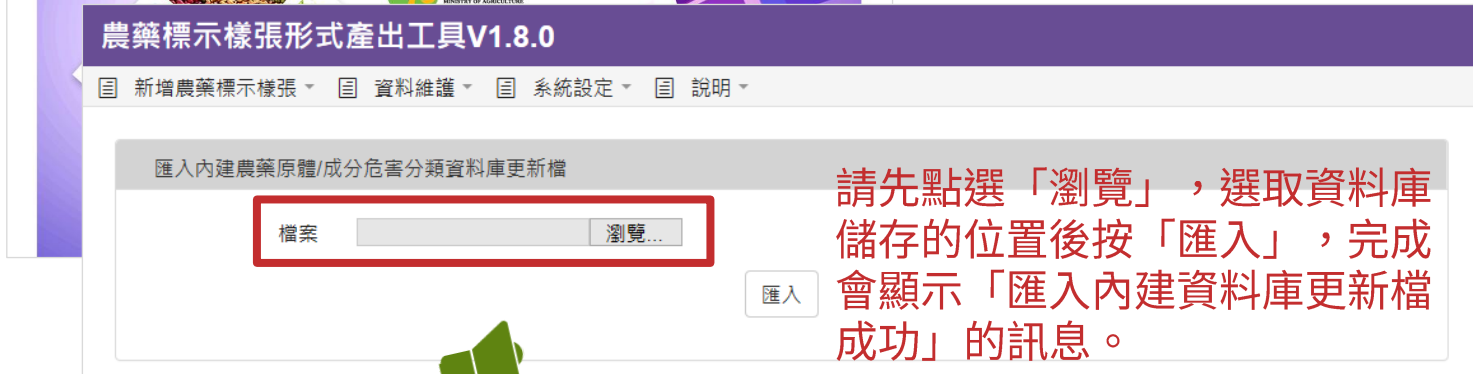 MINISTRY OF AGRICULTURE
農藥標示樣張形式產出工具V1.8.0
新增農藥標示樣張 資料維護 系統設定 說明
匯入內建農藥原體/成分危害分類資料庫更新檔
檔案 瀏覽...
匯入
請先點選「瀏覽」,選取資料庫
儲存的位置後按「匯入」,完成
會顯示「匯入內建資料庫更新檔
成功」的訊息。